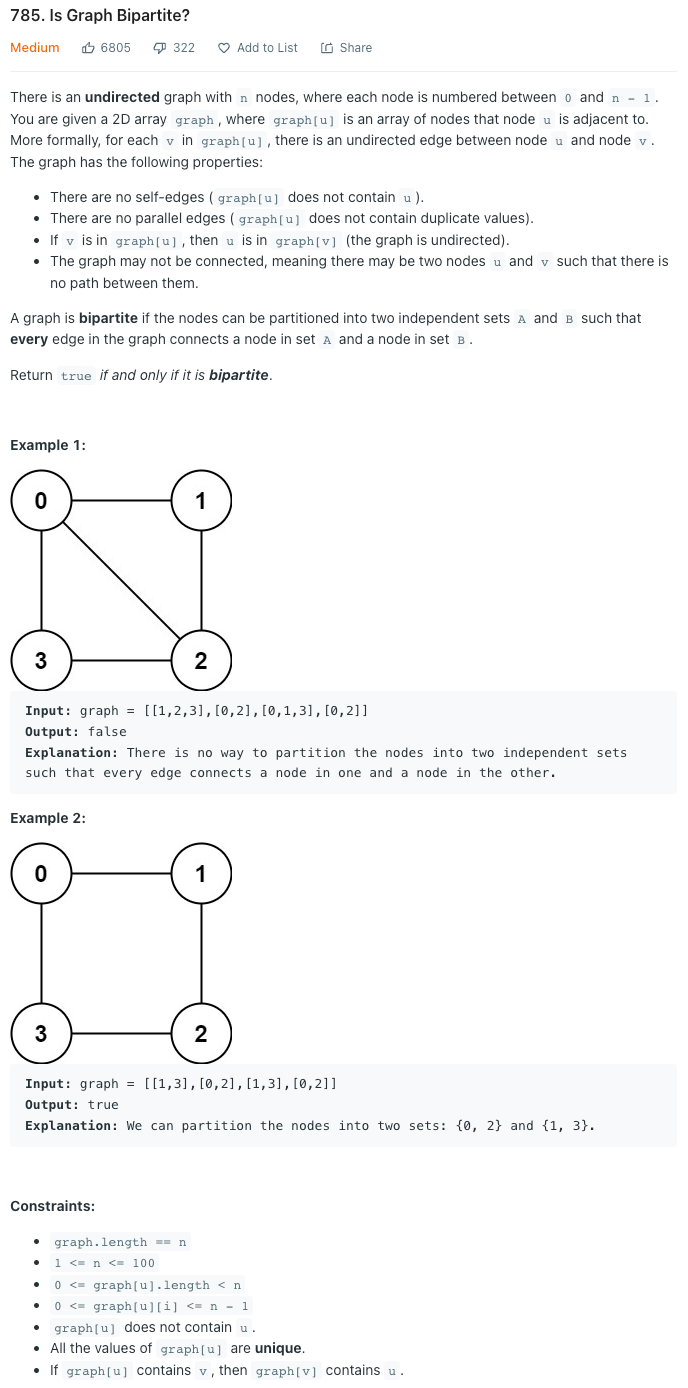 785. Is Graph Bipartite?
Medium 6805 322 Add to List Share
There is an undirected graph with n nodes, where each node is numbered between 0 and n - 1.
You are given a 2D array graph, where graph[u] is an array of nodes that node u is adjacent to.
More formally, for each v in graph[u], there is an undirected edge between node u and node v.
The graph has the following properties:
• There are no self-edges (graph[u] does not contain u).
• There are no parallel edges (graph[u] does not contain duplicate values).
• If v is in graph[u], then u is in graph[v] (the graph is undirected).
• The graph may not be connected, meaning there may be two nodes u and v such that there is
no path between them.
A graph is bipartite if the nodes can be partitioned into two independent sets A and B such that
every edge in the graph connects a node in set A and a node in set B.
Return true if and only if it is bipartite.
Example 1:
0 1
3 2
Input: graph = [[1,2,3],[0,2],[0,1,3],[0,2]]
Output: false
Explanation: There is no way to partition the nodes into two independent sets
such that every edge connects a node in one and a node in the other.
Example 2:
0 1
3 2
Input: graph = [[1,3],[0,2],[1,3],[0,2]]
Output: true
Explanation: We can partition the nodes into two sets: {0, 2} and {1, 3}.
Constraints:
• graph.length == n
• 1 <= n <= 100
• 0 <= graph[u].length < n
• 0 <= graph[u][i] <= n - 1
• graph[u] does not contain u.
• All the values of graph[u] are unique.
• If graph[u] contains v, then graph[v] contains u.